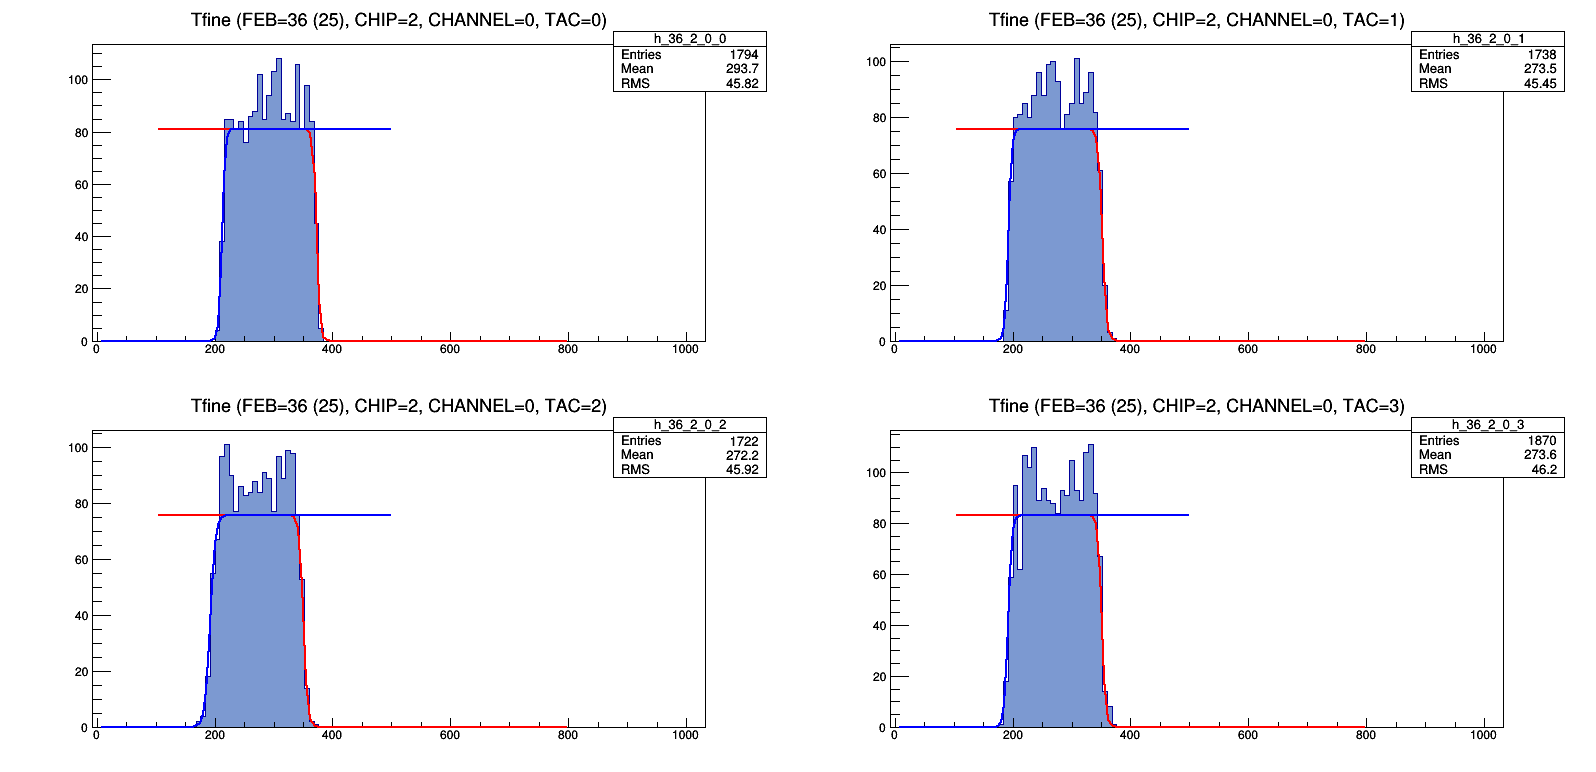 Tfine (FEB=36 (25), CHIP=2, CHANNEL=0, TAC=0)
h_36_2_0_0
Entries 1794
Mean 293.7
RMS 45.82
100
80
60
40
20
0
0 200 400 600 800 1000
Tfine (FEB=36 (25), CHIP=2, CHANNEL=0, TAC=1)
h_36_2_0_1
Entries 1738
Mean 273.5
RMS 45.45
100
80
60
40
20
0
0 200 400 600 800 1000
Tfine (FEB=36 (25), CHIP=2, CHANNEL=0, TAC=2)
h_36_2_0_2
Entries 1722
Mean 272.2
RMS 45.92
100
80
60
40
20
0
0 200 400 600 800 1000
Tfine (FEB=36 (25), CHIP=2, CHANNEL=0, TAC=3)
h_36_2_0_3
Entries 1870
Mean 273.6
RMS 46.2
100
80
60
40
20
0
0 200 400 600 800 1000